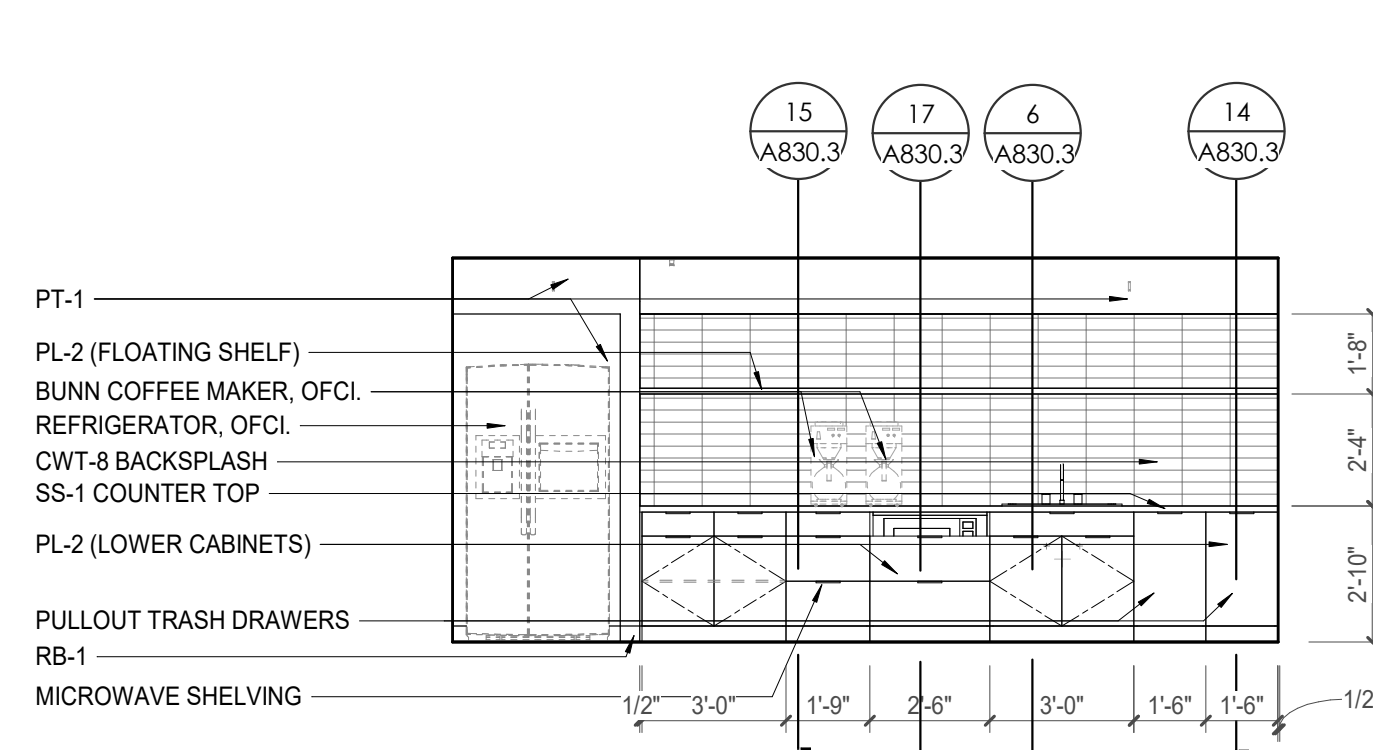 15 17 6 14
A830.3 A830.3 A830.3 A830.3
PT-1
PL-2 (FLOATING SHELF)
BUNN COFFEE MAKER, OFCI.
REFRIGERATOR, OFCI.
CWT-8 BACKSPLASH
SS-1 COUNTER TOP
PL-2 (LOWER CABINETS)
PULLOUT TRASH DRAWERS
RB-1
MICROWAVE SHELVING
1'-8"
2'-4"
2'-10"
1/2" 3'-0" 1'-9" 2'-6" 3'-0" 1'-6" 1'-6" 1/2